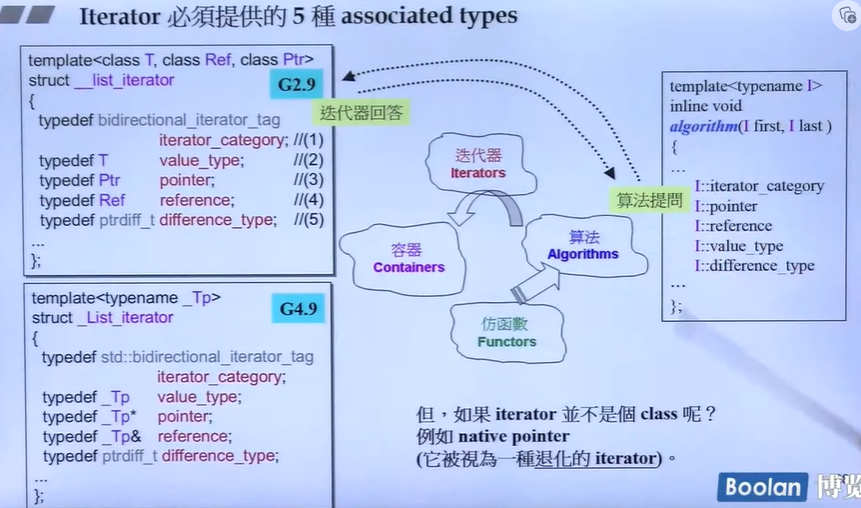 Iterator 必須提供的 5 種 associated types
template<class T, class Ref, class Ptr>
struct __list_iterator
G2.9
{
typedef bidirectional_iterator_tag
iterator_category; //(1)
typedef T value_type; //(2)
typedef Ptr pointer; //(3)
typedef Ref reference; //(4)
typedef ptrdiff_t difference_type; //(5)
...
};
迭代器回答
迭代器
Iterators
容器
Containers
算法
Algorithms
仿函數
Functors
算法提問
template<typename I>
inline void
algorithm(I first, I last )
{
...
I::iterator_category
I::pointer
I::reference
I::value_type
I::difference_type
...
};
template<typename _Tp>
struct _List_iterator
G4.9
{
typedef std::bidirectional_iterator_tag
iterator_category;
typedef _Tp value_type;
typedef _Tp* pointer;
typedef _Tp& reference;
typedef ptrdiff_t difference_type;
...
};
但，如果 iterator 並不是個 class 呢？
例如 native pointer
(它被視為一種退化的 iterator)。
Boolan 博览